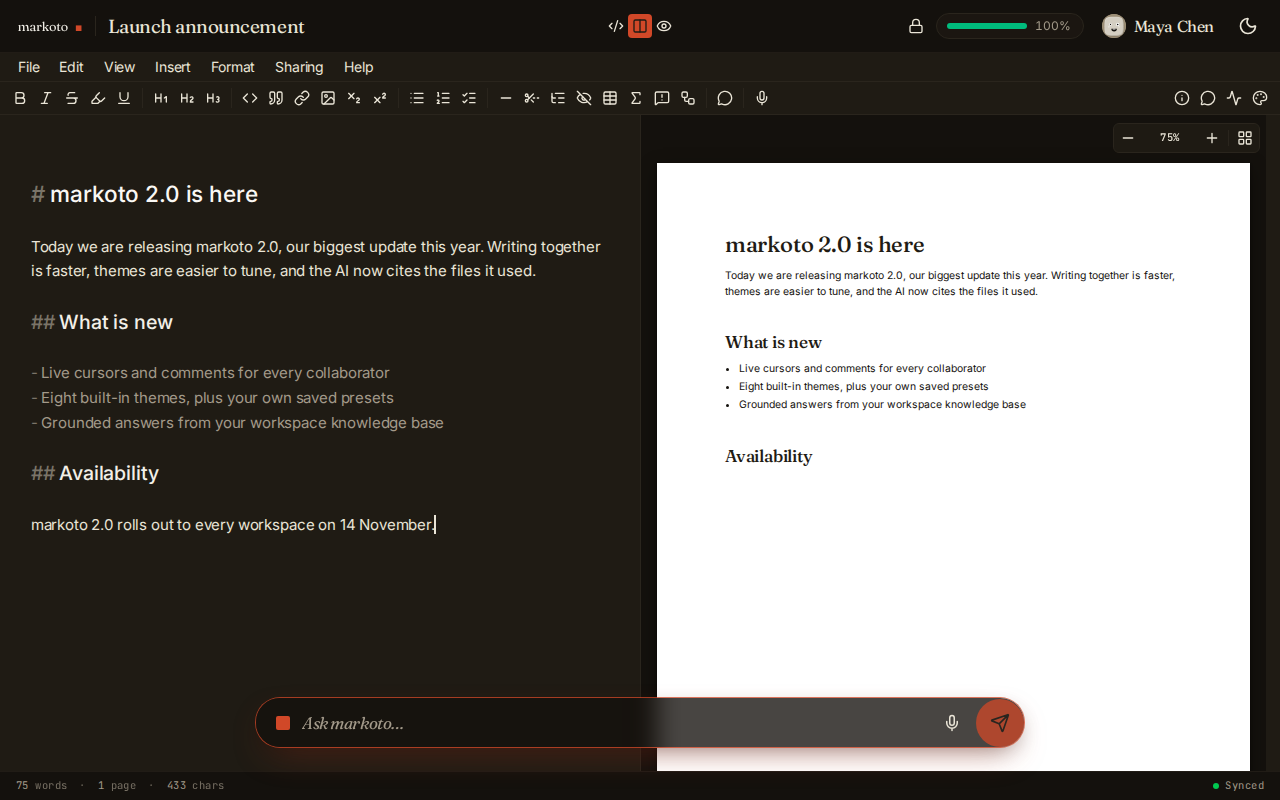 markoto
Launch announcement
100%
Maya Chen
File Edit View Insert Format Sharing Help
H1 H2 H3
75%
# markoto 2.0 is here
Today we are releasing markoto 2.0, our biggest update this year. Writing together
is faster, themes are easier to tune, and the AI now cites the files it used.
## What is new
- Live cursors and comments for every collaborator
- Eight built-in themes, plus your own saved presets
- Grounded answers from your workspace knowledge base
## Availability
markoto 2.0 rolls out to every workspace on 14 November.
markoto 2.0 is here
Today we are releasing markoto 2.0, our biggest update this year. Writing together is faster,
themes are easier to tune, and the AI now cites the files it used.
What is new
• Live cursors and comments for every collaborator
• Eight built-in themes, plus your own saved presets
• Grounded answers from your workspace knowledge base
Availability
Ask markoto...
75 words · 1 page · 433 chars
Synced